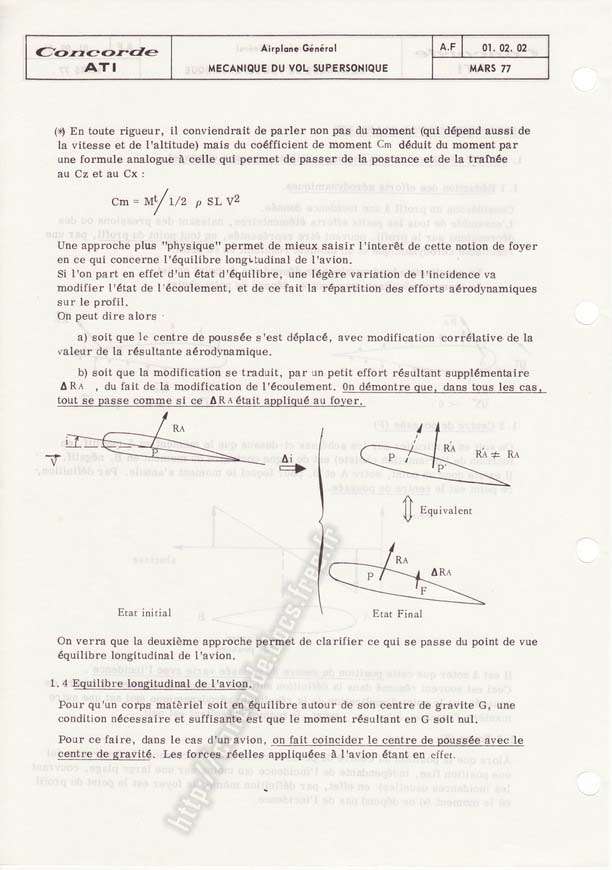 Concorde
ATI
Airplane Général
MECANIQUE DU VOL SUPERSONIQUE
A.F
01. 02. 02
MARS 77
(*) En toute rigueur, il conviendrait de parler non pas du moment (qui dépend aussi de
la vitesse et de l'altitude) mais du coéfficient de moment Cm déduit du moment par
une formule analogue à celle qui permet de passer de la postance et de la traînée
au Cz et au Cx :
Cm = Mt/ 1/2 ρ SL V2
Une approche plus "physique" permet de mieux saisir l'interêt de cette notion de foyer
en ce qui concerne l'équilibre longitudinal de l'avion.
Si l'on part en effet d'un état d'équilibre, une légère variation de l'incidence va
modifier l'état de l'écoulement, et de ce fait la répartition des efforts aérodynamiques
sur le profil.
On peut dire alors
a) soit que le centre de poussée s'est déplacé, avec modification corrélative de la
valeur de la résultante aérodynamique.
b) soit que la modification se traduit, par un petit effort résultant supplémentaire
Δ RA , du fait de la modification de l'écoulement. On démontre que, dans tous les cas,
tout se passe comme si ce Δ RA était appliqué au foyer.
i
V
P
RA
Δi
P
P'
R'A
R'A ≠ RA
Equivalent
P
RA
Δ RA
F
Etat initial
Etat Final
On verra que la deuxième approche permet de clarifier ce qui se passe du point de vue
équilibre longitudinal de l'avion.
1. 4 Equilibre longitudinal de l'avion.
Pour qu'un corps matèriel soit en équilibre autour de son centre de gravite G, une
condition nécessaire et suffisante est que le moment résultant en G soit nul.
Pour ce faire, dans le cas d'un avion, on fait coincider le centre de poussée avec le
centre de gravité. Les forces réelles appliquées à l'avion étant en effet.
http://concorde.docs.free.fr